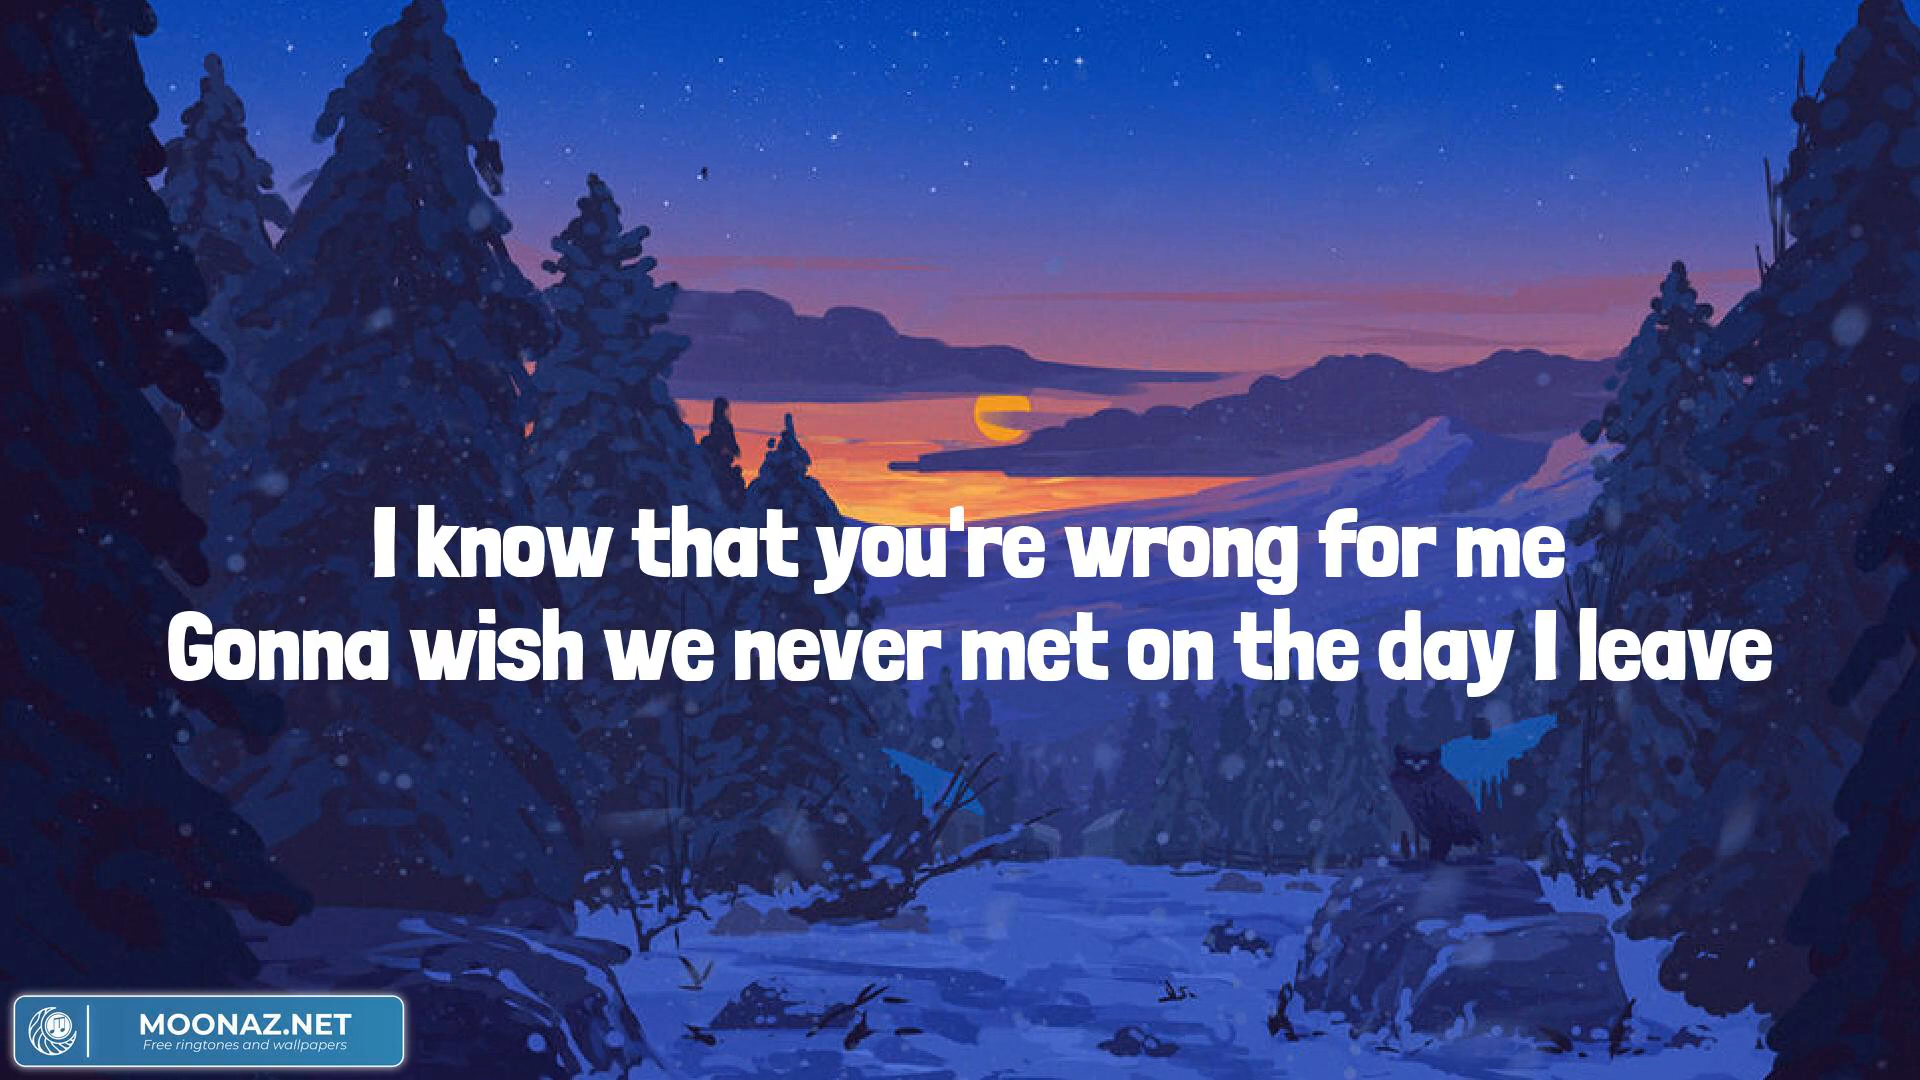 I know that you're wrong for me
Gonna wish we never met on the day I leave
MOONAZ.NET
Free ringtones and wallpapers